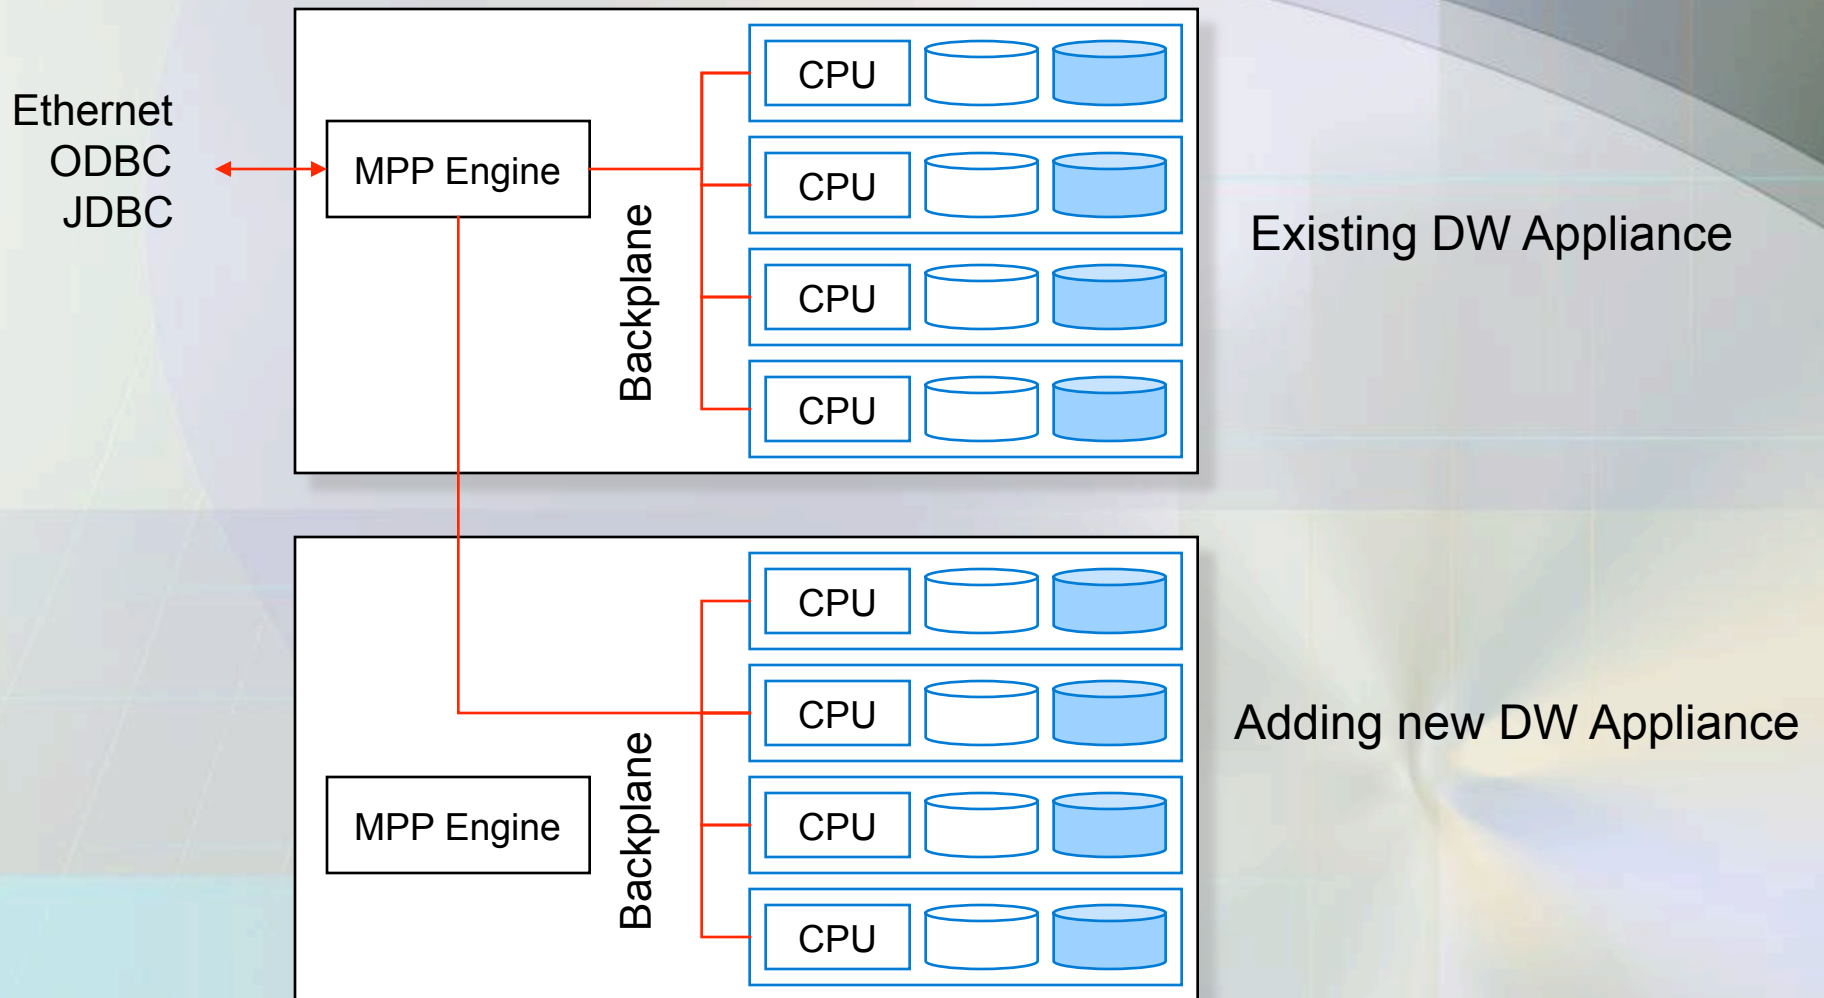 Ethernet
ODBC
JDBC
MPP Engine
Backplane
CPU
CPU
CPU
CPU
Existing DW Appliance
MPP Engine
Backplane
CPU
CPU
CPU
CPU
Adding new DW Appliance